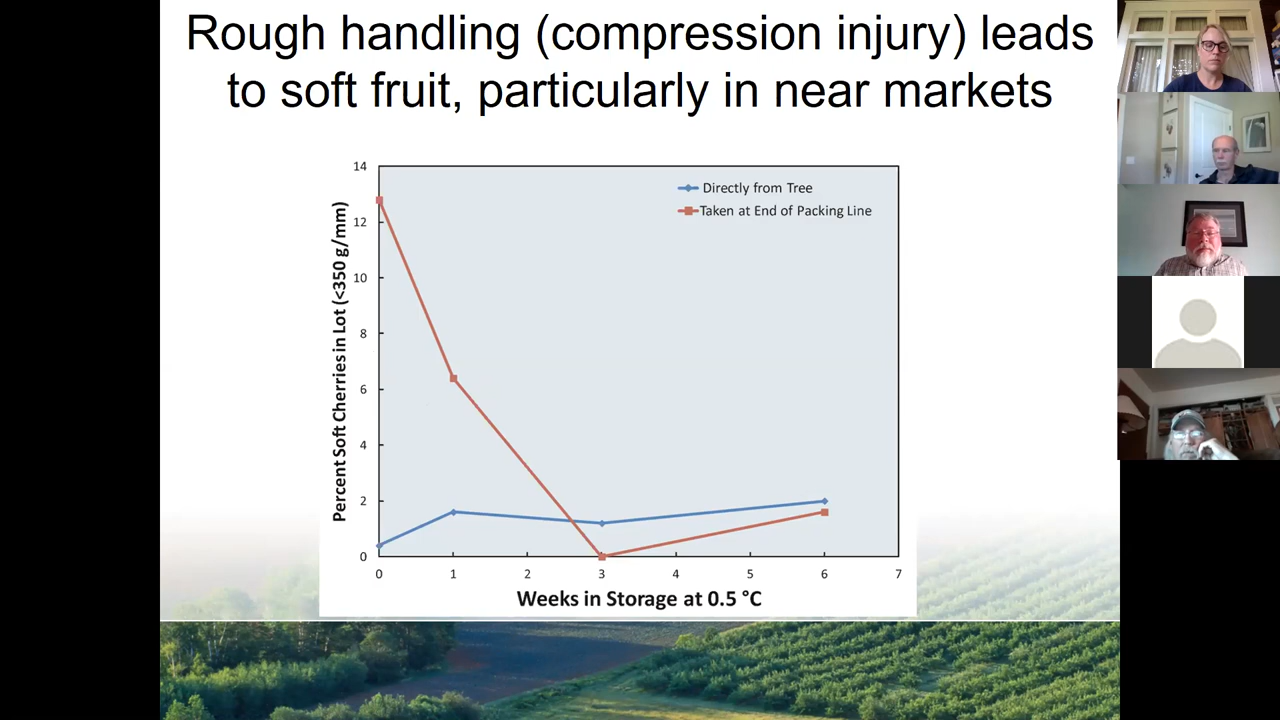 Rough handling (compression injury) leads
to soft fruit, particularly in near markets
Directly from Tree
Taken at End of Packing Line
Percent Soft Cherries in Lot (<350 g/mm)
14
12
10
8
6
4
2
0
0 1 2 3 4 5 6 7
Weeks in Storage at 0.5 °C